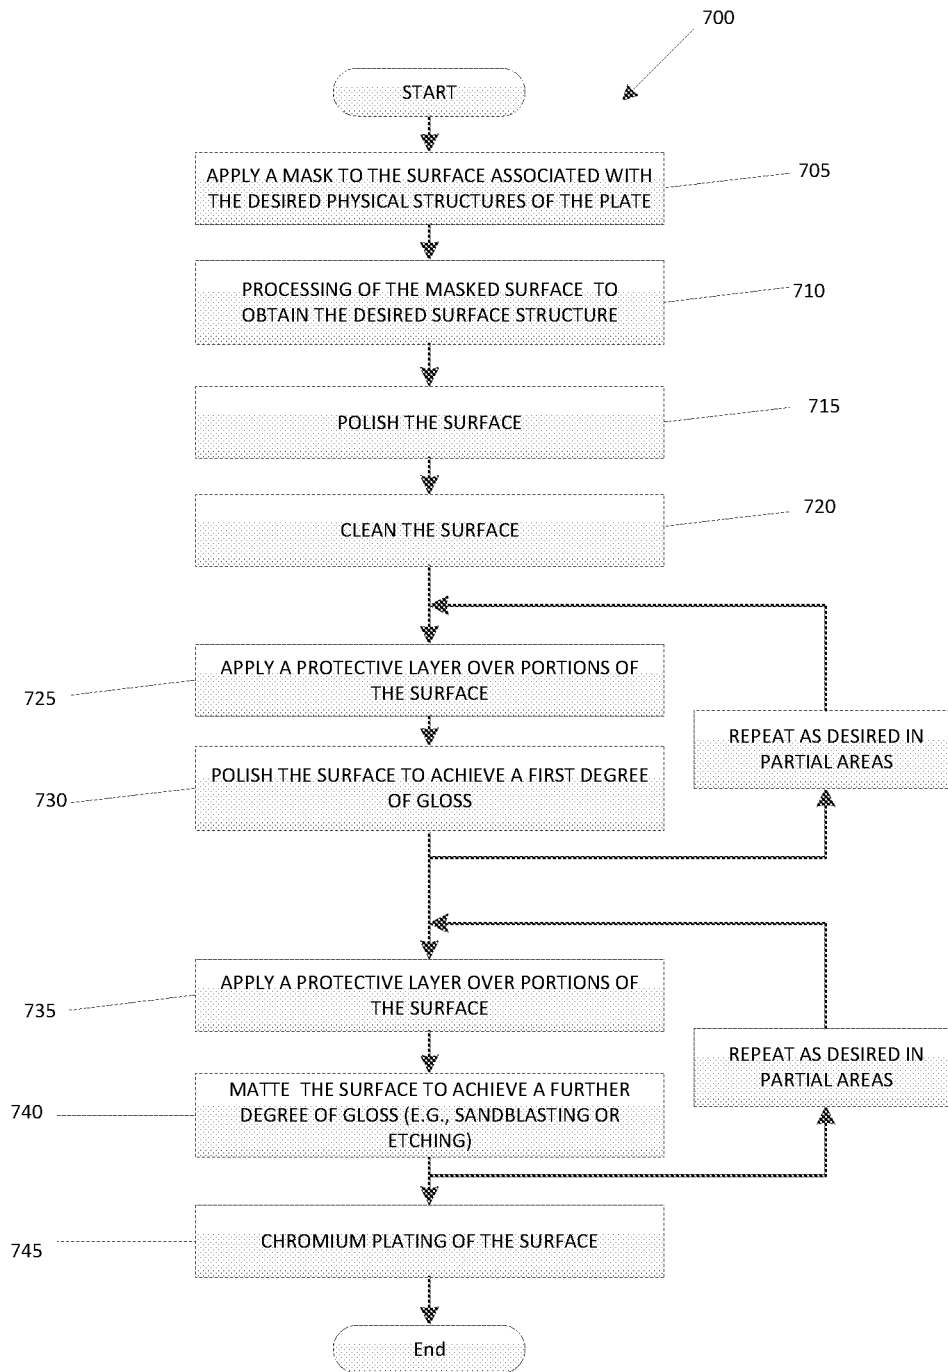 700
START
APPLY A MASK TO THE SURFACE ASSOCIATED WITH
THE DESIRED PHYSICAL STRUCTURES OF THE PLATE
705
PROCESSING OF THE MASKED SURFACE TO
OBTAIN THE DESIRED SURFACE STRUCTURE
710
POLISH THE SURFACE
715
CLEAN THE SURFACE
720
APPLY A PROTECTIVE LAYER OVER PORTIONS OF
THE SURFACE
725
REPEAT AS DESIRED IN
PARTIAL AREAS
POLISH THE SURFACE TO ACHIEVE A FIRST DEGREE
OF GLOSS
730
APPLY A PROTECTIVE LAYER OVER PORTIONS OF
THE SURFACE
735
REPEAT AS DESIRED IN
PARTIAL AREAS
MATTE THE SURFACE TO ACHIEVE A FURTHER
DEGREE OF GLOSS (E.G., SANDBLASTING OR
ETCHING)
740
CHROMIUM PLATING OF THE SURFACE
745
End